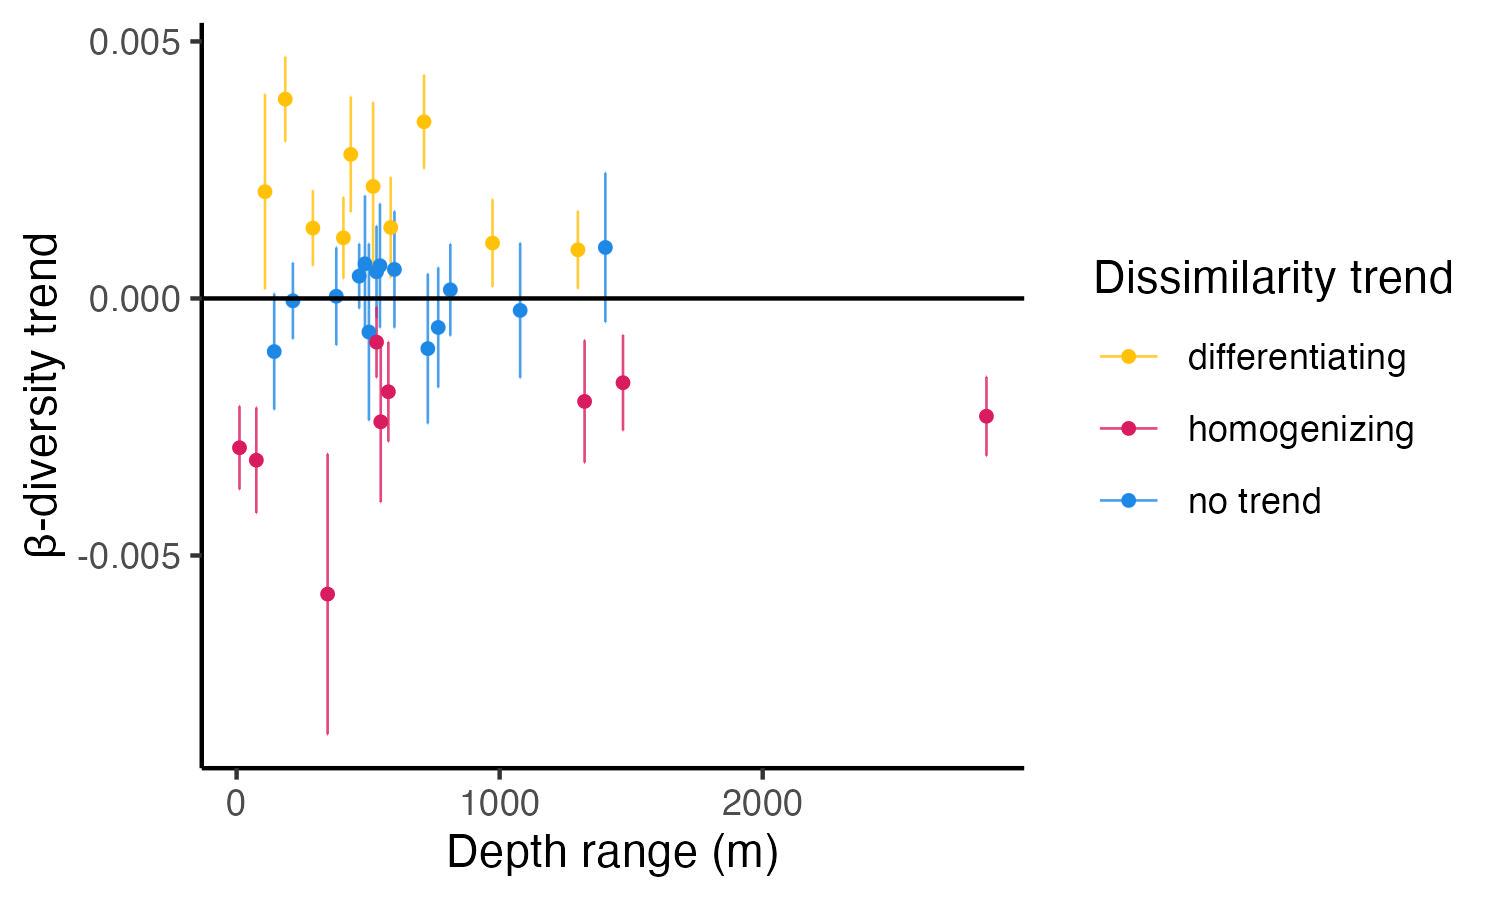 0.005
0.000
-0.005
β-diversity trend
0
1000
2000
Depth range (m)
Dissimilarity trend
differentiating
homogenizing
no trend